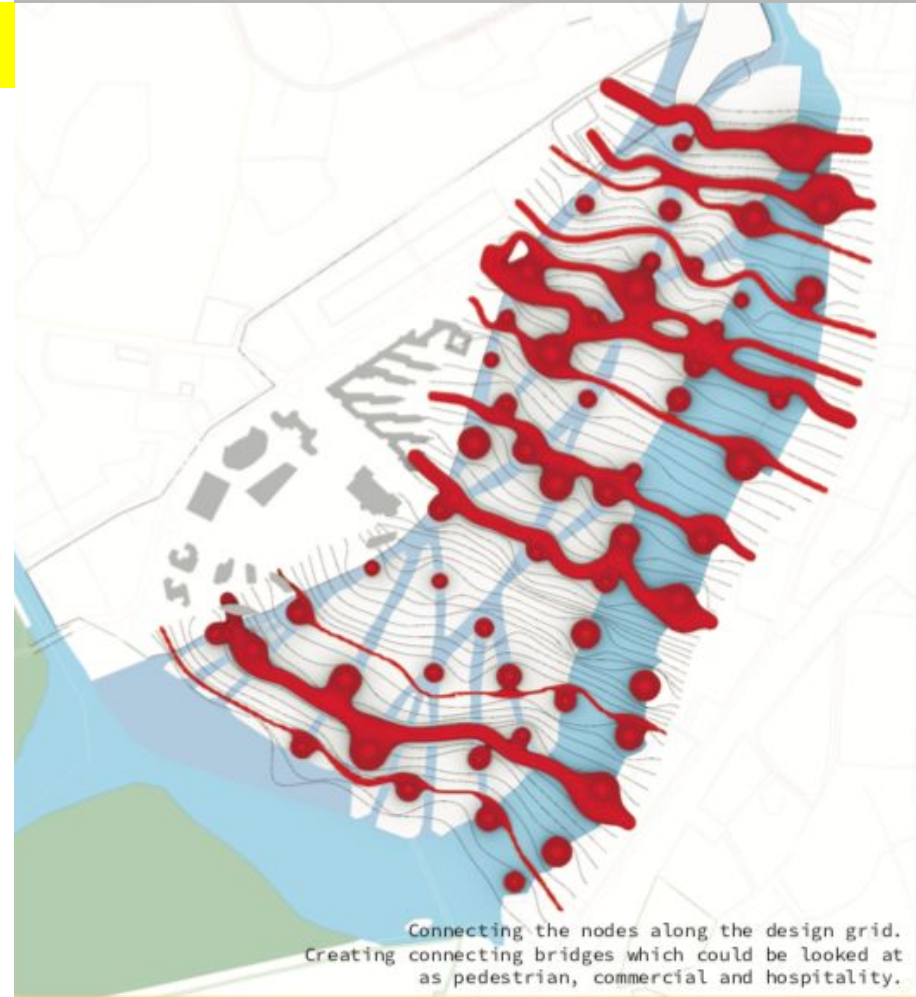 Connecting the nodes along the design grid.
Creating connecting bridges which could be looked at
as pedestrian, commercial and hospitality.